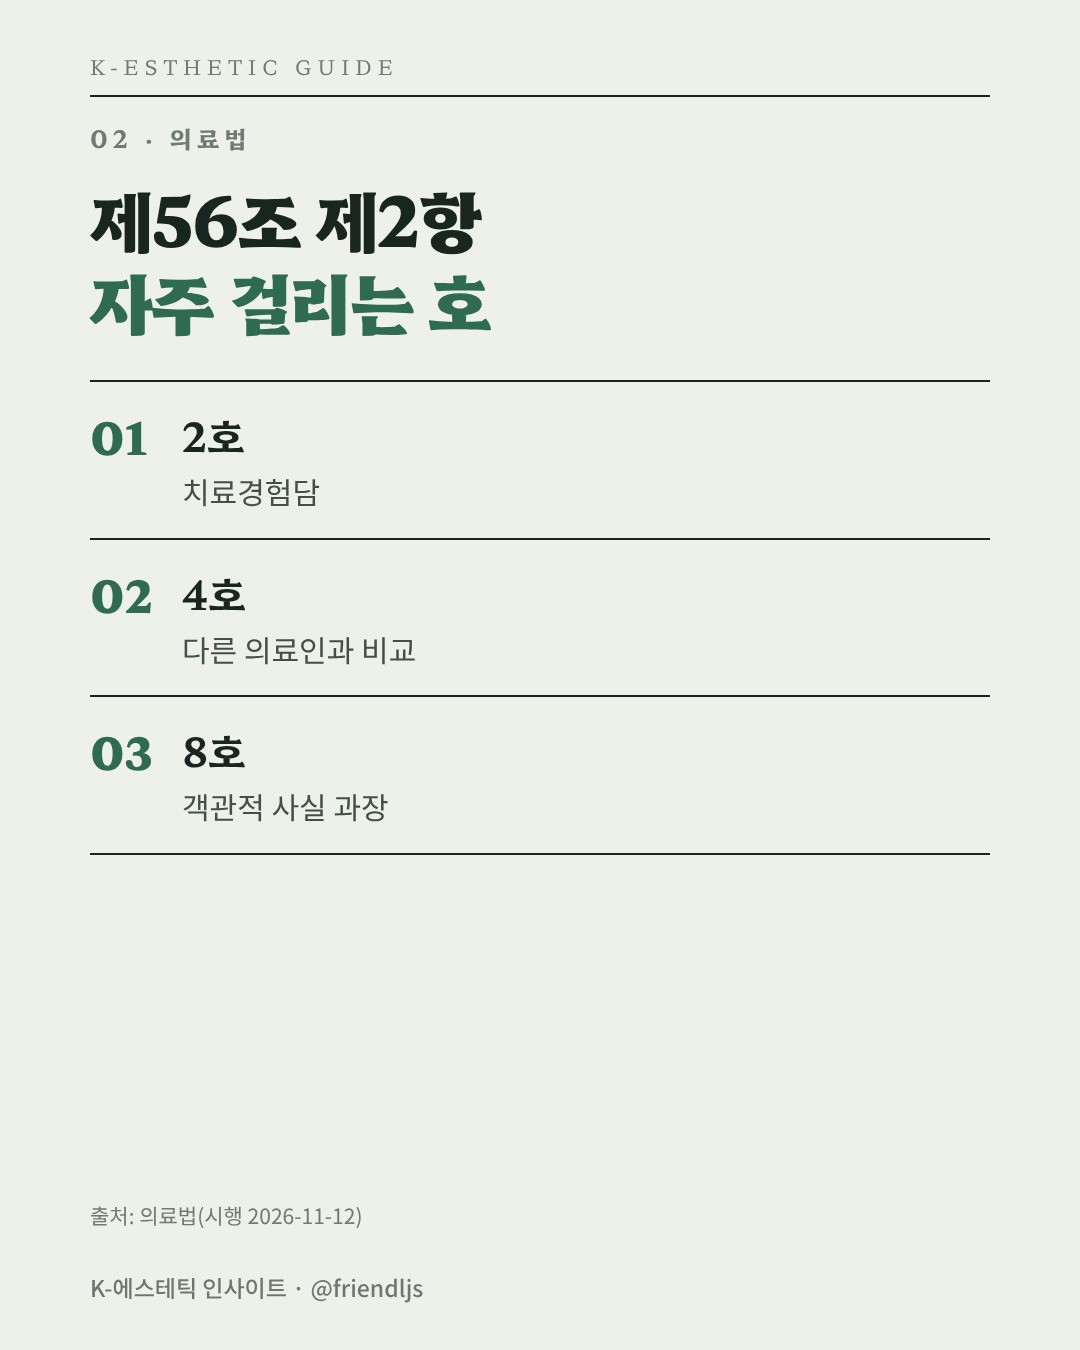 K-ESTHETIC GUIDE
02 · 의료법
제56조 제2항
자주 걸리는 호
01 2호
치료경험담
02 4호
다른 의료인과 비교
03 8호
객관적 사실 과장
출처: 의료법(시행 2026-11-12)
K-에스테틱 인사이트 · @friendljs